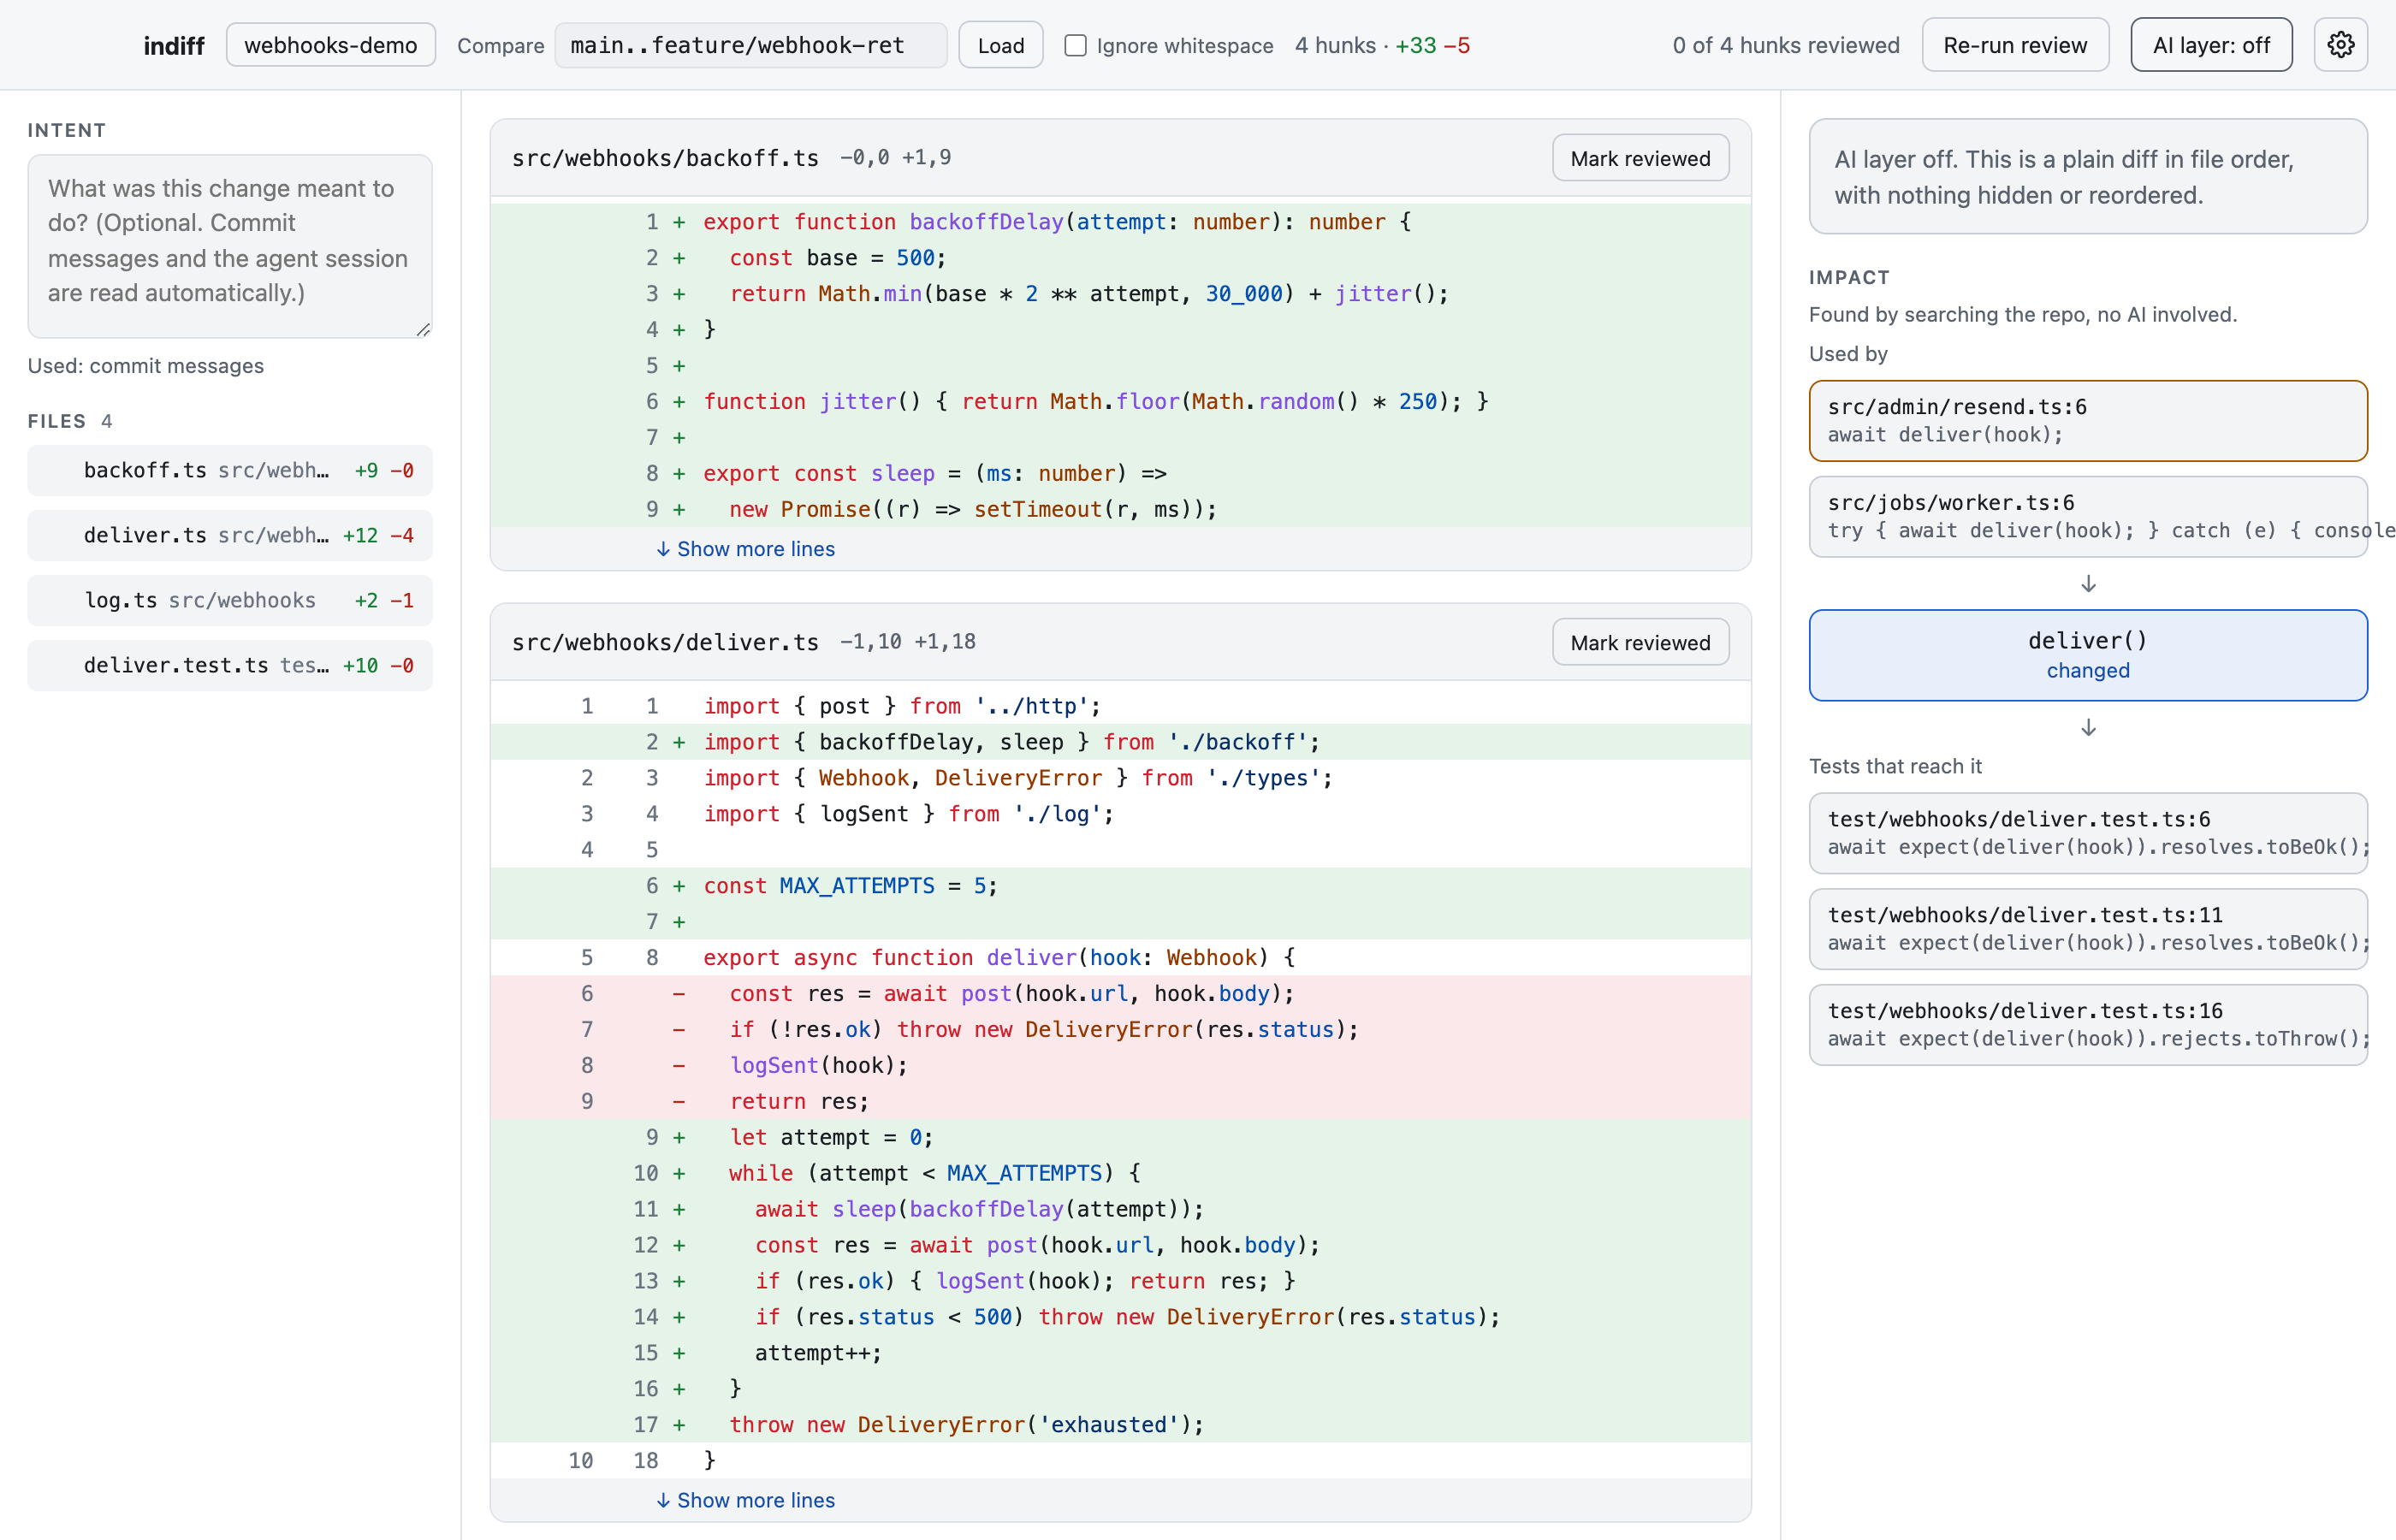 indiff webhooks-demo Compare main..feature/webhook-ret Load Ignore whitespace 4 hunks · +33 −5 0 of 4 hunks reviewed Re-run review AI layer: off
INTENT
What was this change meant to
do? (Optional. Commit
messages and the agent session
are read automatically.)
Used: commit messages
FILES 4
backoff.ts src/webh… +9 −0
deliver.ts src/webh… +12 −4
log.ts src/webhooks +2 −1
deliver.test.ts tes… +10 −0
src/webhooks/backoff.ts −0,0 +1,9 Mark reviewed
1 + export function backoffDelay(attempt: number): number {
2 + const base = 500;
3 + return Math.min(base * 2 ** attempt, 30_000) + jitter();
4 + }
5 +
6 + function jitter() { return Math.floor(Math.random() * 250); }
7 +
8 + export const sleep = (ms: number) =>
9 + new Promise((r) => setTimeout(r, ms));
↓ Show more lines
src/webhooks/deliver.ts −1,10 +1,18 Mark reviewed
1 1 import { post } from '../http';
2 + import { backoffDelay, sleep } from './backoff';
2 3 import { Webhook, DeliveryError } from './types';
3 4 import { logSent } from './log';
4 5
6 + const MAX_ATTEMPTS = 5;
7 +
5 8 export async function deliver(hook: Webhook) {
6 − const res = await post(hook.url, hook.body);
7 − if (!res.ok) throw new DeliveryError(res.status);
8 − logSent(hook);
9 − return res;
9 + let attempt = 0;
10 + while (attempt < MAX_ATTEMPTS) {
11 + await sleep(backoffDelay(attempt));
12 + const res = await post(hook.url, hook.body);
13 + if (res.ok) { logSent(hook); return res; }
14 + if (res.status < 500) throw new DeliveryError(res.status);
15 + attempt++;
16 + }
17 + throw new DeliveryError('exhausted');
10 18 }
↓ Show more lines
AI layer off. This is a plain diff in file order,
with nothing hidden or reordered.
IMPACT
Found by searching the repo, no AI involved.
Used by
src/admin/resend.ts:6
await deliver(hook);
src/jobs/worker.ts:6
try { await deliver(hook); } catch (e) { console
↓
deliver()
changed
↓
Tests that reach it
test/webhooks/deliver.test.ts:6
await expect(deliver(hook)).resolves.toBeOk();
test/webhooks/deliver.test.ts:11
await expect(deliver(hook)).resolves.toBeOk();
test/webhooks/deliver.test.ts:16
await expect(deliver(hook)).rejects.toThrow();